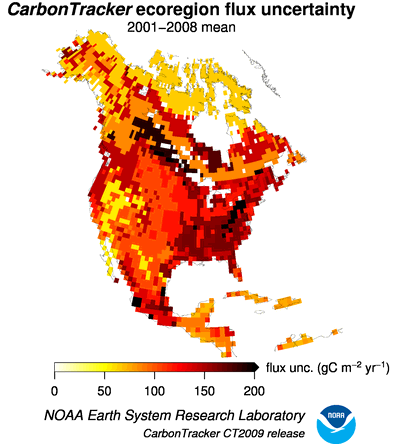 CarbonTracker ecoregion flux uncertainty
2001−2008 mean
flux unc. (gC m⁻² yr⁻¹)
0 50 100 150 200
NOAA Earth System Research Laboratory
CarbonTracker CT2009 release
NOAA